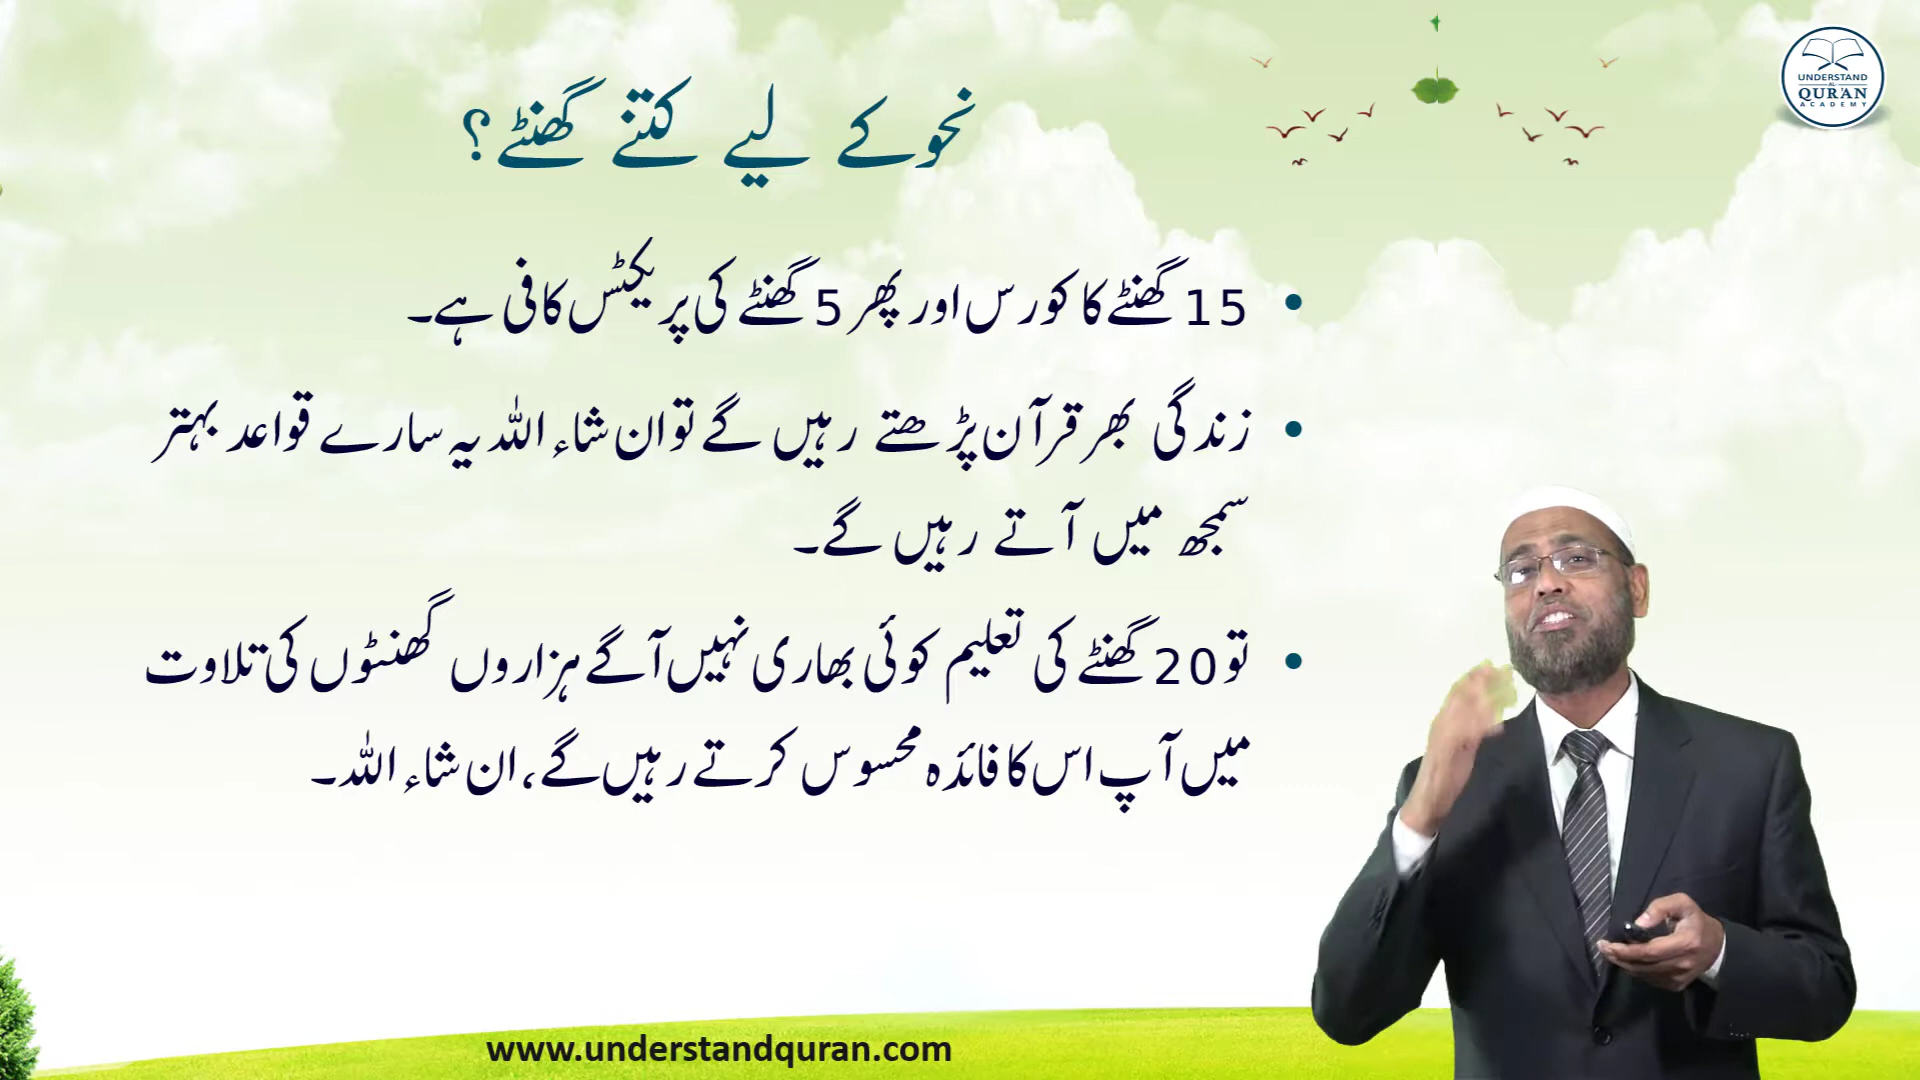 UNDERSTAND
AL-
QUR'AN
ACADEMY
نحو کے لیے کتنے گھنٹے؟
• 15 گھنٹے کا کورس اور پھر 5 گھنٹے کی پریکٹس کافی ہے۔
• زندگی بھر قرآن پڑھتے رہیں گے تو ان شاء اللہ یہ سارے قواعد بہتر
سمجھ میں آتے رہیں گے۔
• تو 20 گھنٹے کی تعلیم کوئی بھاری نہیں آگے ہزاروں گھنٹوں کی تلاوت
میں آپ اس کا فائدہ محسوس کرتے رہیں گے، ان شاء اللہ۔
www.understandquran.com